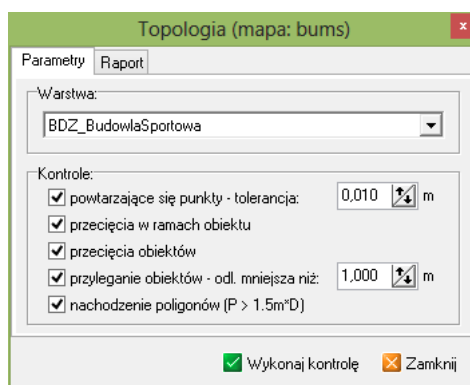 Topologia (mapa: bums)
x
Parametry Raport
Warstwa:
BDZ_BudowlaSportowa
Kontrole:
powtarzające się punkty - tolerancja: 0,010 m
przecięcia w ramach obiektu
przecięcia obiektów
przyleganie obiektów - odl. mniejsza niż: 1,000 m
nachodzenie poligonów (P > 1.5m*D)
Wykonaj kontrolę Zamknij